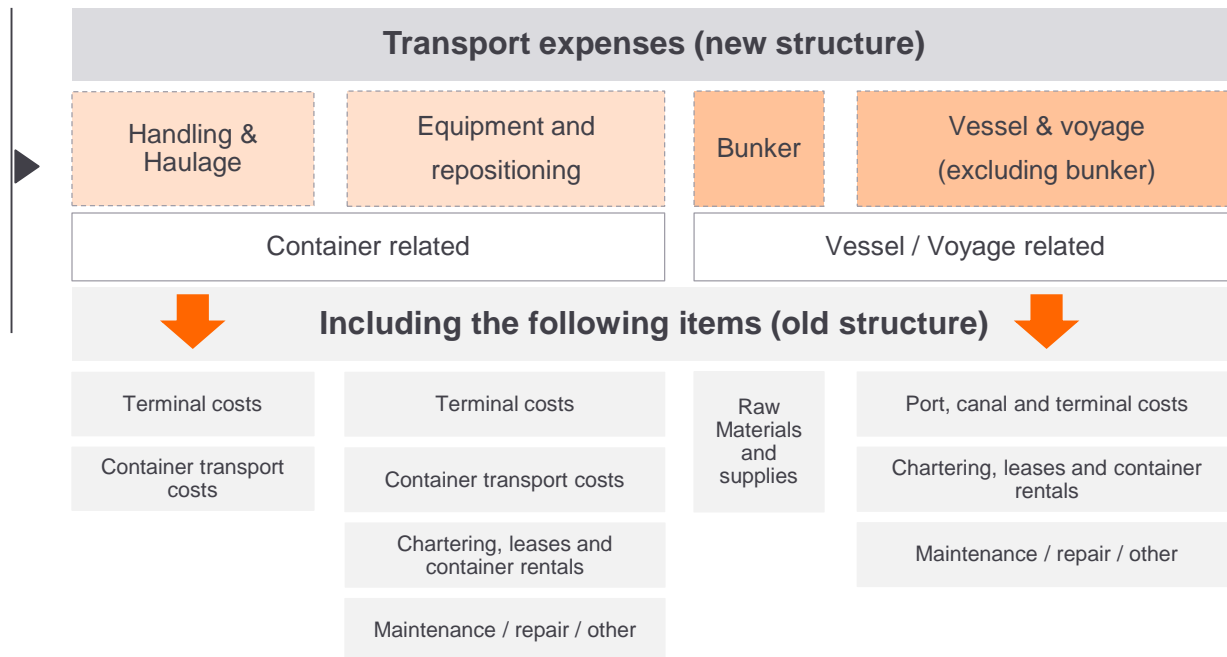 Transport expenses (new structure)
Handling &
Haulage
Equipment and
repositioning
Bunker
Vessel & voyage
(excluding bunker)
Container related
Vessel / Voyage related
Including the following items (old structure)
Terminal costs
Container transport
costs
Terminal costs
Container transport costs
Chartering, leases and
container rentals
Maintenance / repair / other
Raw
Materials
and
supplies
Port, canal and terminal costs
Chartering, leases and container
rentals
Maintenance / repair / other